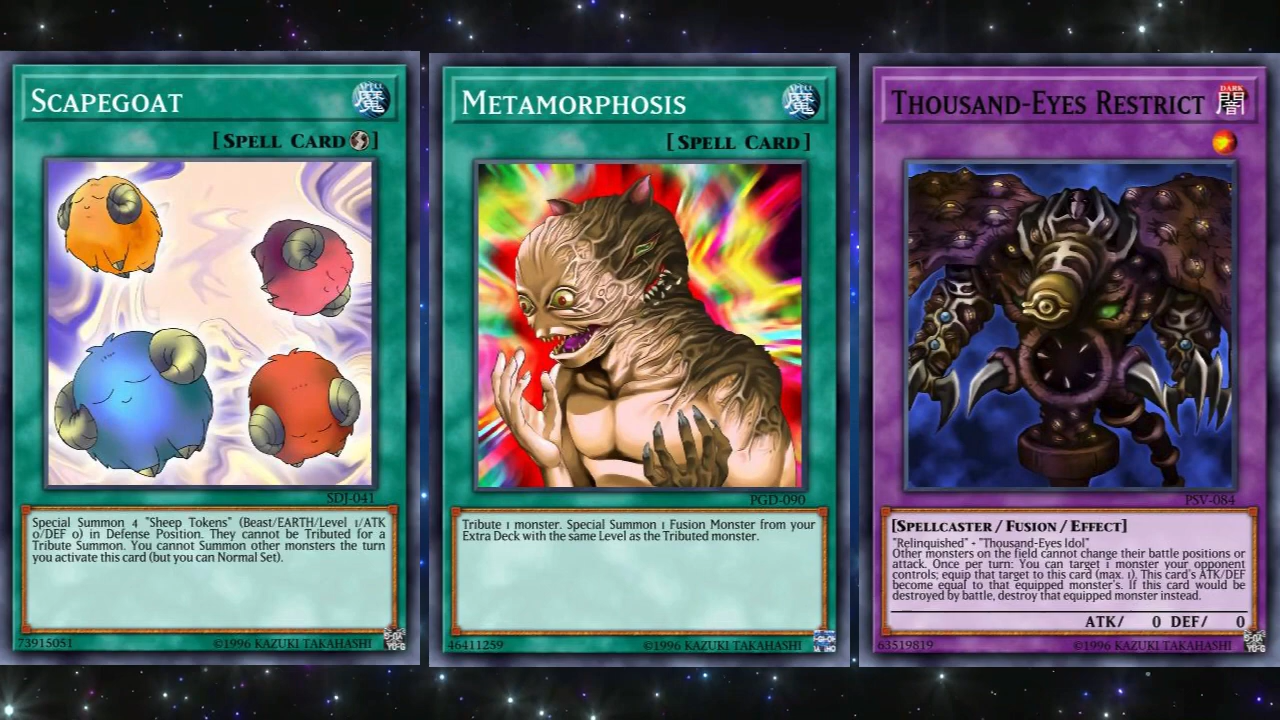 SCAPEGOAT
魔
[SPELL CARD]
SDJ-041
Special Summon 4 "Sheep Tokens" (Beast/EARTH/Level 1/ATK
0/DEF 0) in Defense Position. They cannot be Tributed for a
Tribute Summon. You cannot Summon other monsters the turn
you activate this card (but you can Normal Set).
73915051
©1996 KAZUKI TAKAHASHI
METAMORPHOSIS
魔
[SPELL CARD]
PGD-090
Tribute 1 monster. Special Summon 1 Fusion Monster from your
Extra Deck with the same Level as the Tributed monster.
46411259
©1996 KAZUKI TAKAHASHI
THOUSAND-EYES RESTRICT
DARK
闇
PSV-084
[SPELLCASTER / FUSION / EFFECT]
"Relinquished" + "Thousand-Eyes Idol"
Other monsters on the field cannot change their battle positions or
attack. Once per turn: You can target 1 monster your opponent
controls; equip that target to this card (max. 1). This card's ATK/DEF
become equal to that equipped monster's. If this card would be
destroyed by battle, destroy that equipped monster instead.
ATK/ 0 DEF/ 0
63519819
©1996 KAZUKI TAKAHASHI